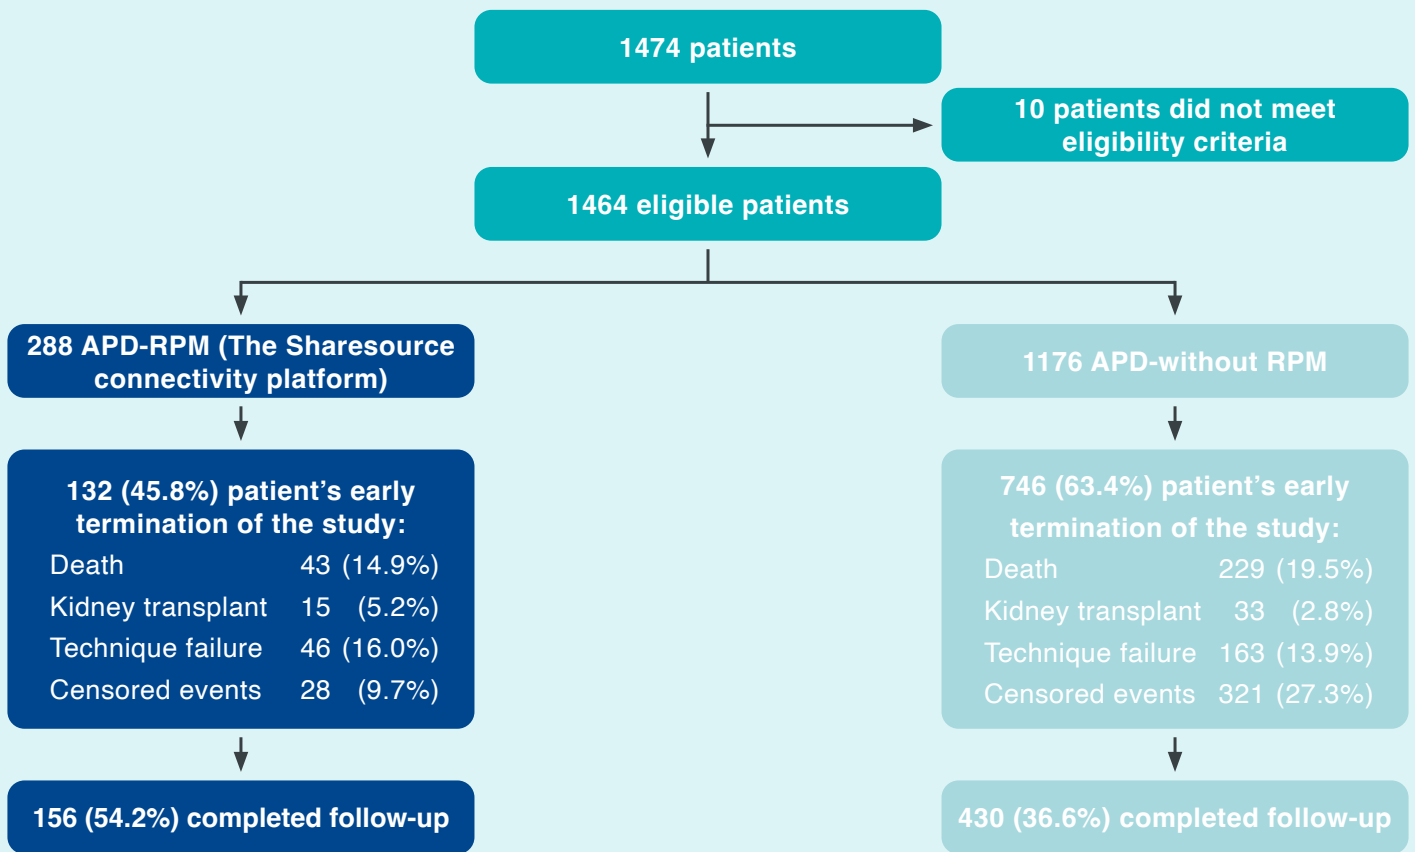 1474 patients
10 patients did not meet
eligibility criteria
1464 eligible patients
288 APD-RPM (The Sharesource
connectivity platform)
132 (45.8%) patient's early
termination of the study:
Death 43 (14.9%)
Kidney transplant 15 (5.2%)
Technique failure 46 (16.0%)
Censored events 28 (9.7%)
156 (54.2%) completed follow-up
1176 APD-without RPM
746 (63.4%) patient's early
termination of the study:
Death 229 (19.5%)
Kidney transplant 33 (2.8%)
Technique failure 163 (13.9%)
Censored events 321 (27.3%)
430 (36.6%) completed follow-up